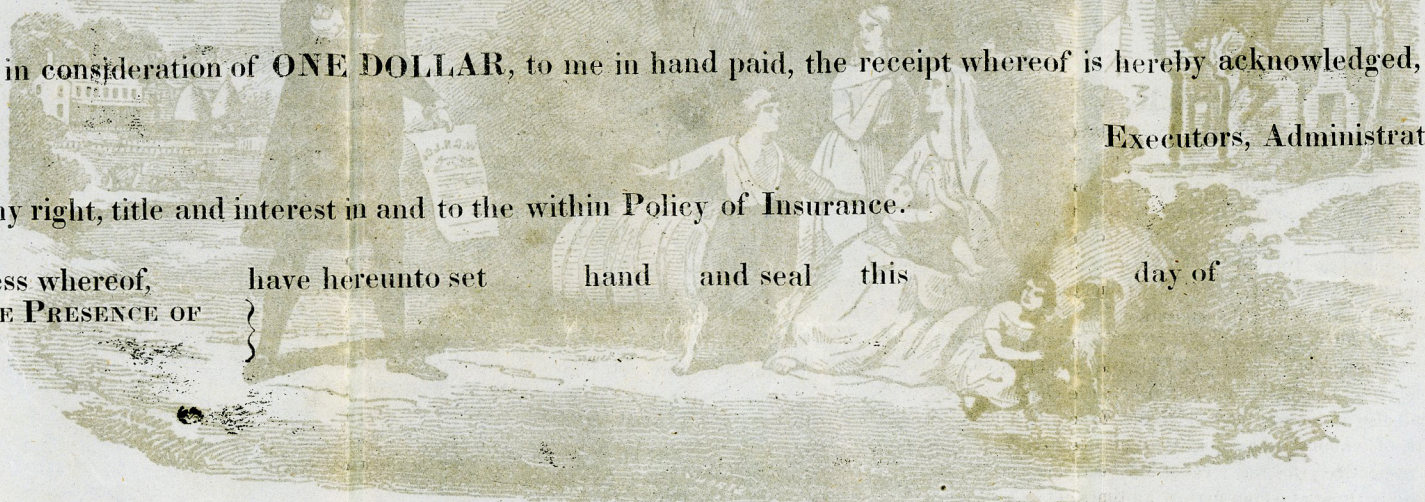 in consideration of ONE DOLLAR, to me in hand paid, the receipt whereof is hereby acknowledged,
Executors, Administrat
ny right, title and interest in and to the within Policy of Insurance.
ess whereof, have hereunto set hand and seal this day of
E PRESENCE OF